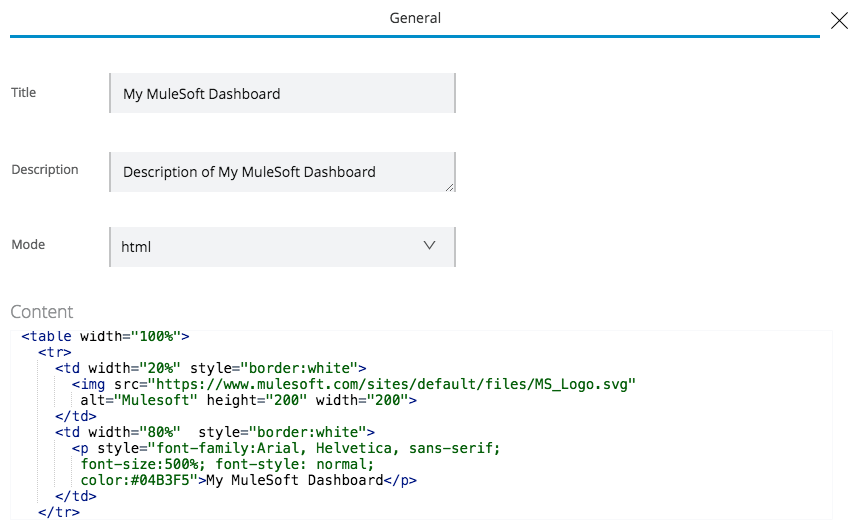 General
Title
My MuleSoft Dashboard
Description
Description of My MuleSoft Dashboard
Mode
html
Content
<table width="100%">
<tr>
<td width="20%" style="border:white">
<img src="https://www.mulesoft.com/sites/default/files/MS_Logo.svg"
alt="Mulesoft" height="200" width="200">
</td>
<td width="80%"  style="border:white">
<p style="font-family:Arial, Helvetica, sans-serif;
font-size:500%; font-style: normal;
color:#04B3F5">My MuleSoft Dashboard</p>
</td>
</tr>